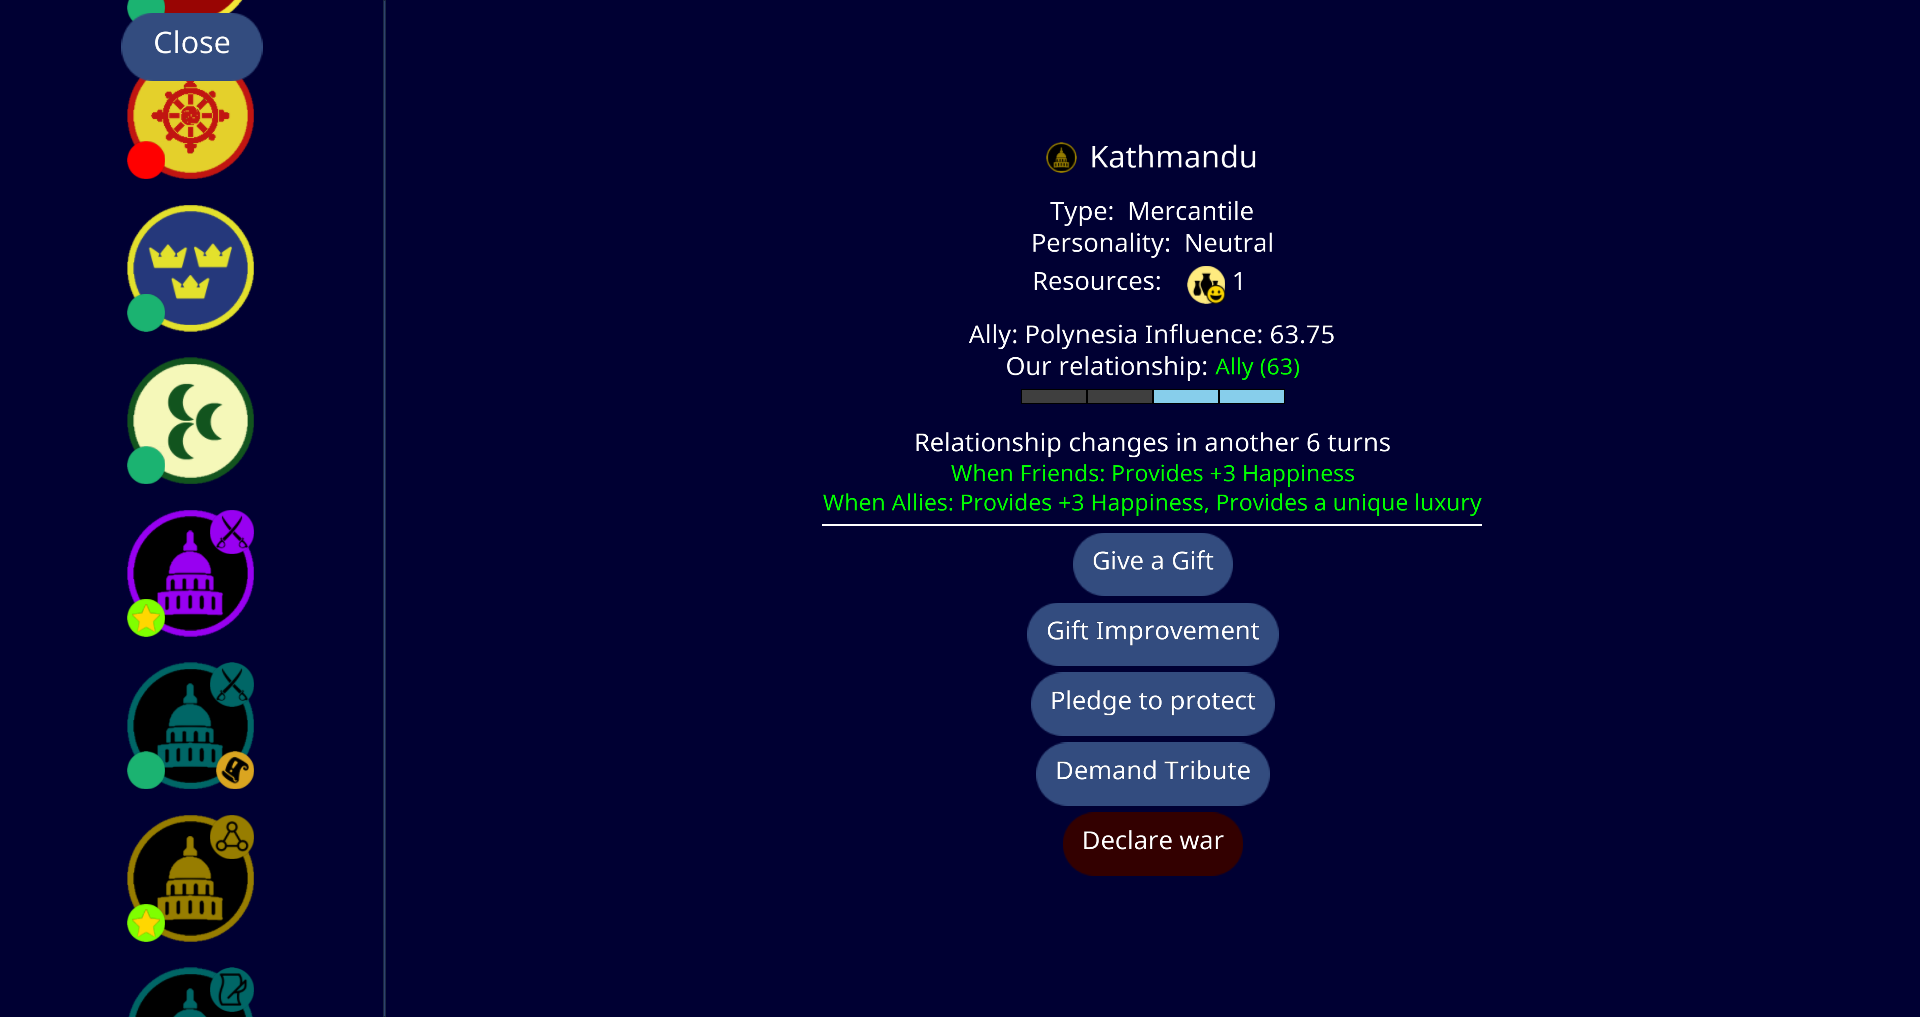 Close
Kathmandu
Type: Mercantile
Personality: Neutral
Resources: 1
Ally: Polynesia Influence: 63.75
Our relationship: Ally (63)
Relationship changes in another 6 turns
When Friends: Provides +3 Happiness
When Allies: Provides +3 Happiness, Provides a unique luxury
Give a Gift
Gift Improvement
Pledge to protect
Demand Tribute
Declare war